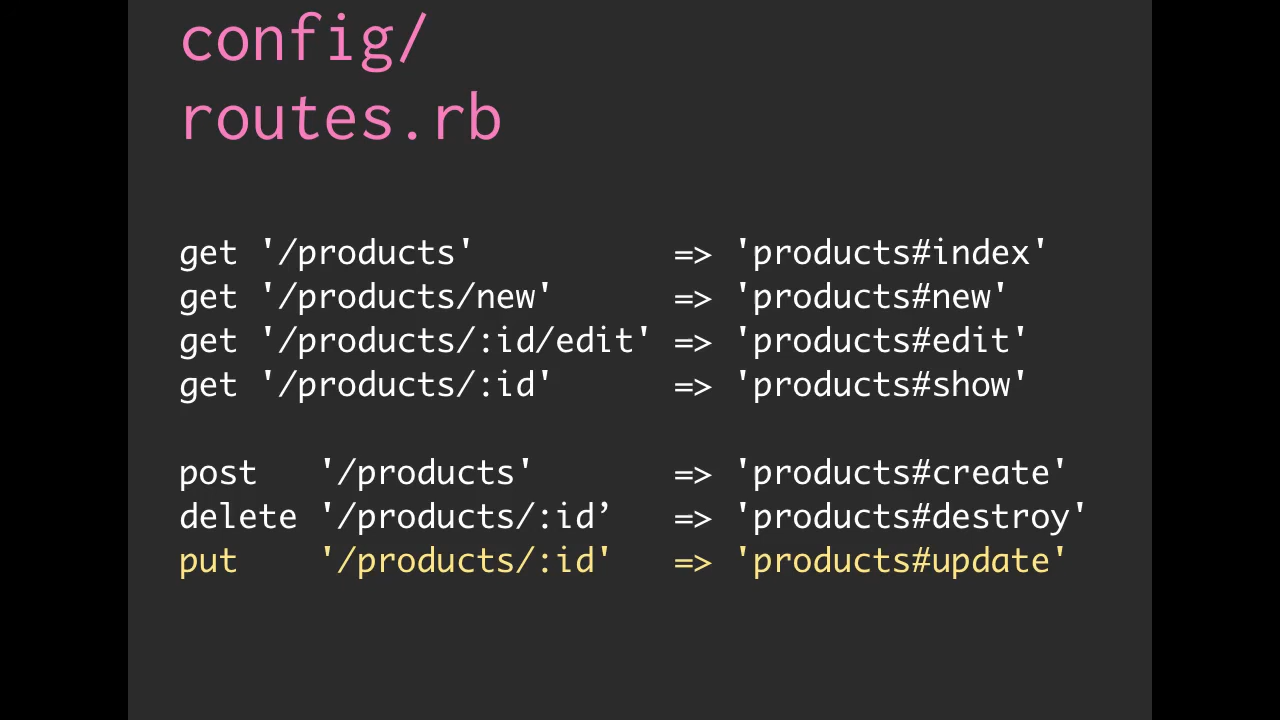 config/
routes.rb
get '/products' => 'products#index'
get '/products/new' => 'products#new'
get '/products/:id/edit' => 'products#edit'
get '/products/:id' => 'products#show'
post '/products' => 'products#create'
delete '/products/:id’ => 'products#destroy'
put '/products/:id' => 'products#update'